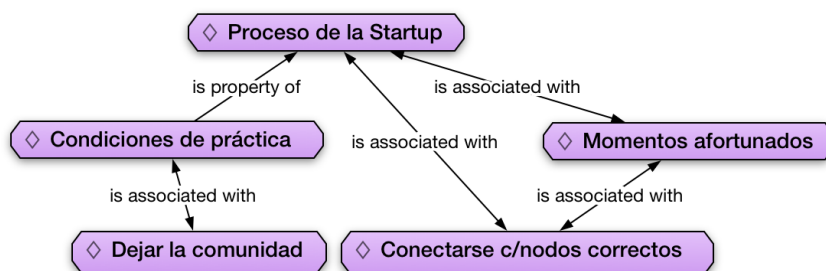 Proceso de la Startup
is property of
is associated with
Condiciones de práctica
is associated with
Momentos afortunados
is associated with
is associated with
Dejar la comunidad
Conectarse c/nodos correctos